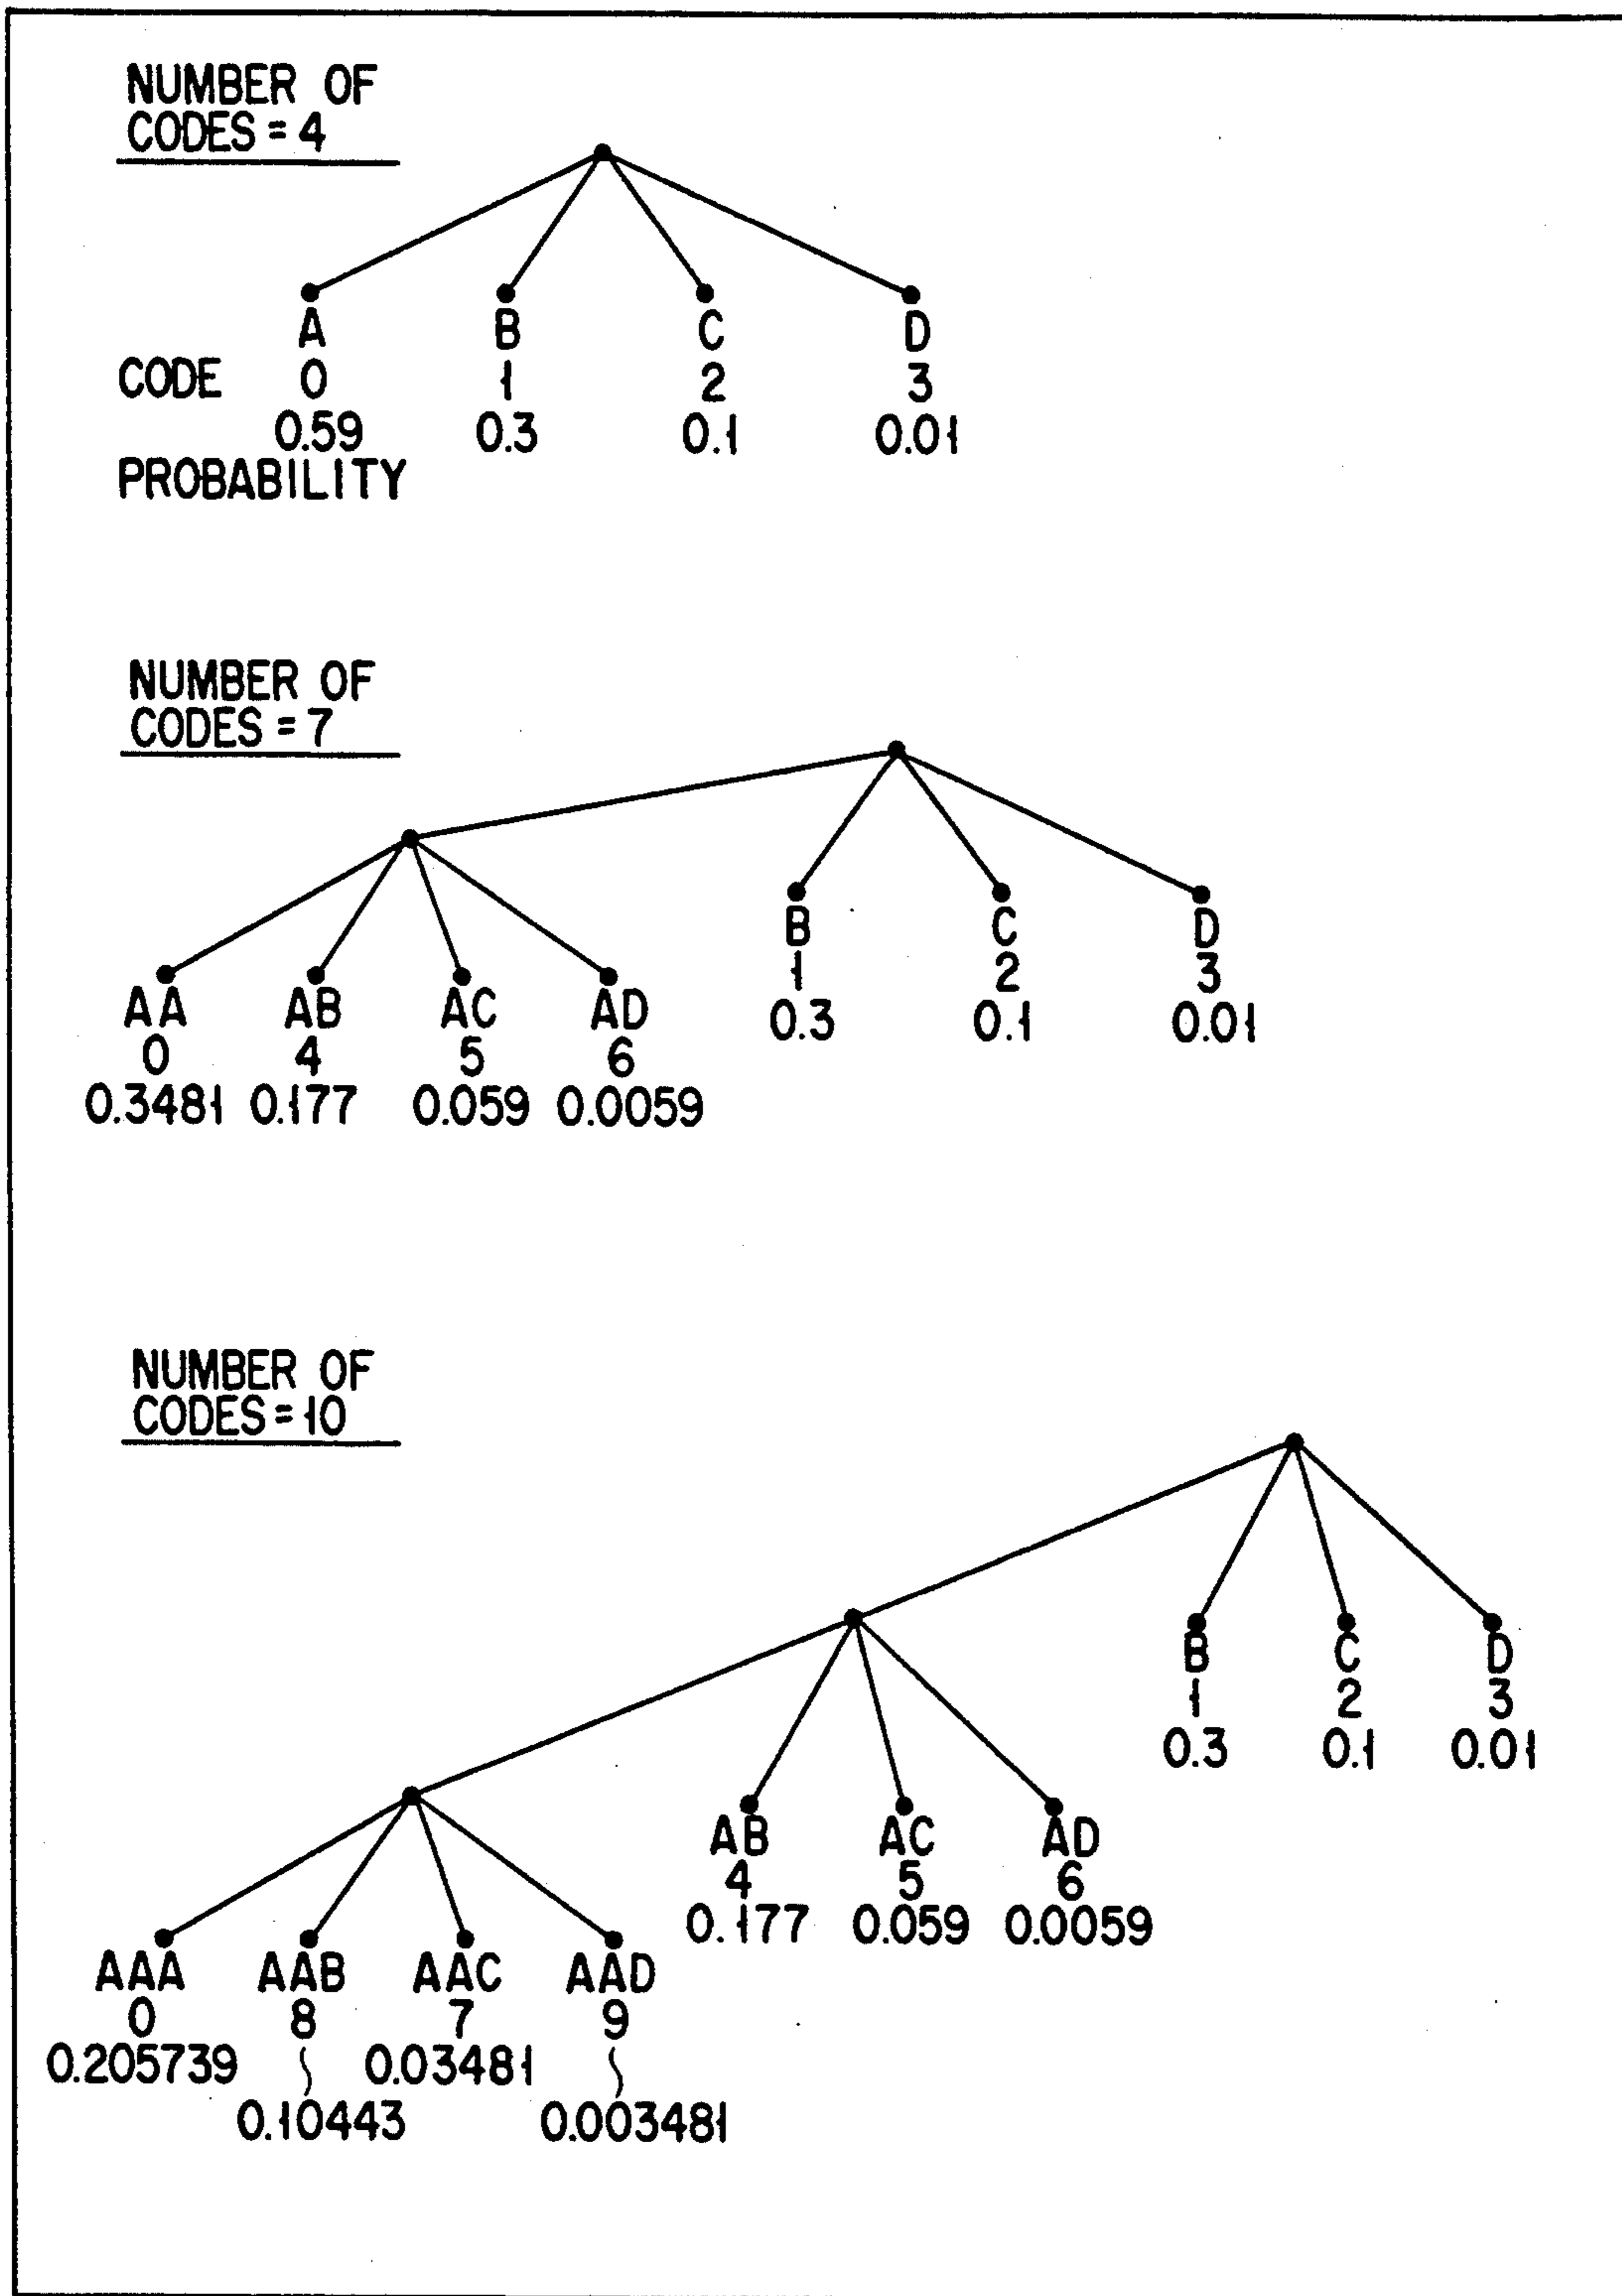 NUMBER OF
CODES = 4
A B C D
CODE 0 1 2 3
0.59 0.3 0.1 0.01
PROBABILITY
NUMBER OF
CODES = 7
B C D
1 2 3
0.3 0.1 0.01
AA AB AC AD
0 4 5 6
0.3481 0.177 0.059 0.0059
NUMBER OF
CODES = 10
B C D
1 2 3
0.3 0.1 0.01
AB AC AD
4 5 6
0.177 0.059 0.0059
AAA AAB AAC AAD
0 8 7 9
0.205739 0.03481
0.10443 0.003481